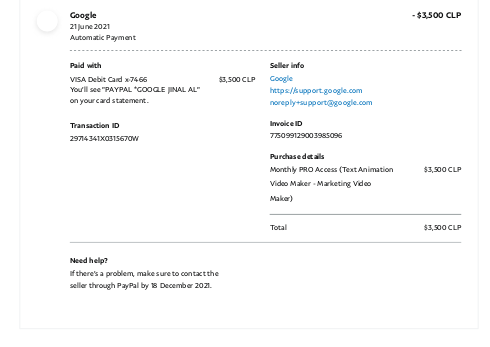 Google
- $3,500 CLP
21 June 2021
Automatic Payment
Paid with
VISA Debit Card x-7466
$3,500 CLP
You'll see "PAYPAL *GOOGLE JINAL AL"
on your card statement.
Transaction ID
29714341X0315670W
Seller info
Google
https://support.google.com
noreply+support@google.com
Invoice ID
775099129003985096
Purchase details
Monthly PRO Access (Text Animation
$3,500 CLP
Video Maker - Marketing Video
Maker)
Total
$3,500 CLP
Need help?
If there's a problem, make sure to contact the
seller through PayPal by 18 December 2021.